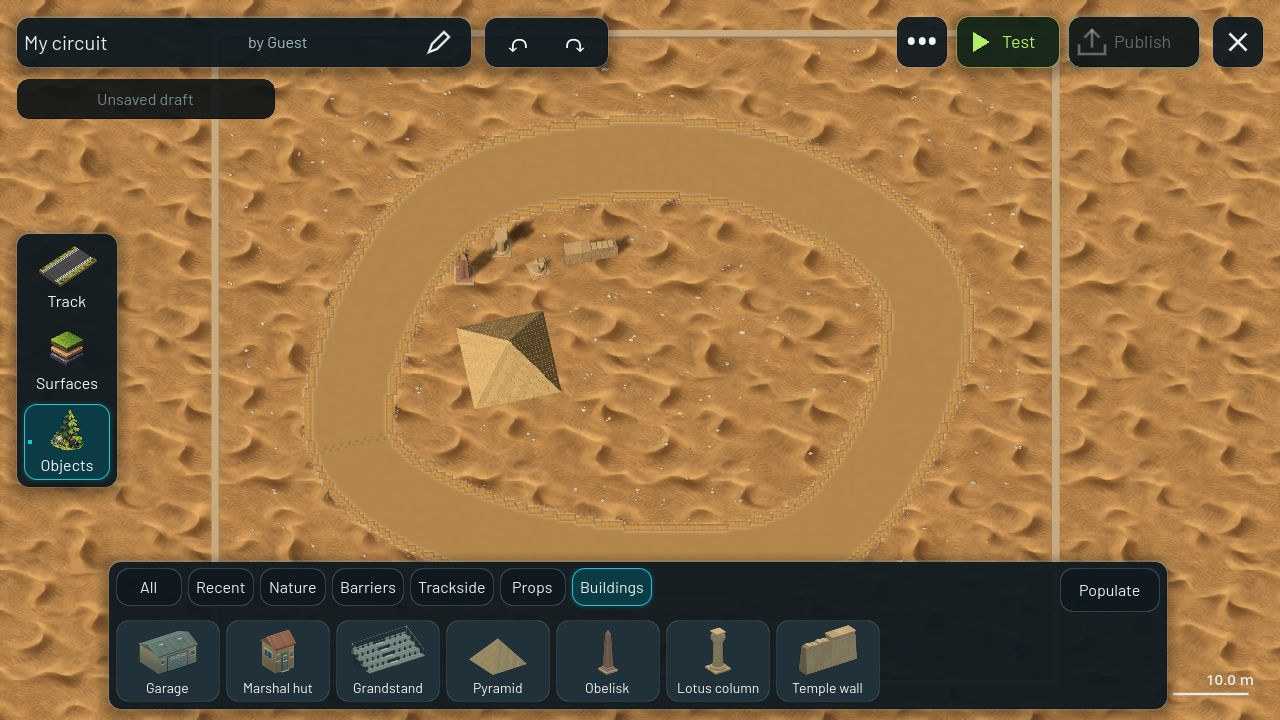 My circuit
by Guest
Test
Publish
Unsaved draft
Track
Surfaces
Objects
All
Recent
Nature
Barriers
Trackside
Props
Buildings
Populate
Garage
Marshal hut
Grandstand
Pyramid
Obelisk
Lotus column
Temple wall
10.0 m